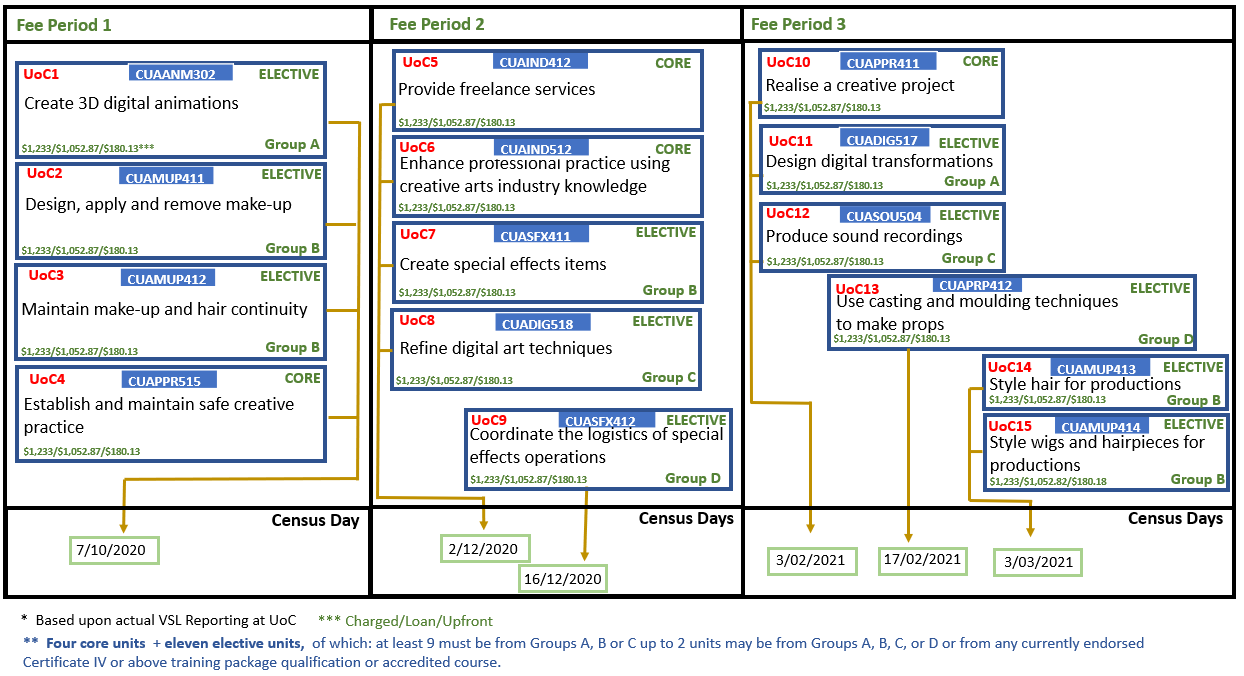 Fee Period 1
UoC1 CUAANM302 ELECTIVE
Create 3D digital animations
$1,233/$1,052.87/$180.13*** Group A
UoC2 CUAMUP411 ELECTIVE
Design, apply and remove make-up
$1,233/$1,052.87/$180.13 Group B
UoC3 CUAMUP412 ELECTIVE
Maintain make-up and hair continuity
$1,233/$1,052.87/$180.13 Group B
UoC4 CUAPPR515 CORE
Establish and maintain safe creative
practice
$1,233/$1,052.87/$180.13
Census Day
7/10/2020
Fee Period 2
UoC5 CUAIND412 CORE
Provide freelance services
$1,233/$1,052.87/$180.13
UoC6 CUAIND512 CORE
Enhance professional practice using
creative arts industry knowledge
$1,233/$1,052.87/$180.13
UoC7 CUASFX411 ELECTIVE
Create special effects items
$1,233/$1,052.87/$180.13 Group B
UoC8 CUADIG518 ELECTIVE
Refine digital art techniques
$1,233/$1,052.87/$180.13 Group C
UoC9 CUASFX412 ELECTIVE
Coordinate the logistics of special
effects operations
$1,233/$1,052.87/$180.13 Group D
Census Days
2/12/2020
16/12/2020
Fee Period 3
UoC10 CUAPPR411 CORE
Realise a creative project
$1,233/$1,052.87/$180.13
UoC11 CUADIG517 ELECTIVE
Design digital transformations
$1,233/$1,052.87/$180.13 Group A
UoC12 CUASOU504 ELECTIVE
Produce sound recordings
$1,233/$1,052.87/$180.13 Group C
UoC13 CUAPRP412 ELECTIVE
Use casting and moulding techniques
to make props
$1,233/$1,052.87/$180.13 Group D
UoC14 CUAMUP413 ELECTIVE
Style hair for productions
$1,233/$1,052.87/$180.13 Group B
UoC15 CUAMUP414 ELECTIVE
Style wigs and hairpieces for
productions
$1,233/$1,052.82/$180.18 Group B
Census Days
3/02/2021
17/02/2021
3/03/2021
* Based upon actual VSL Reporting at UoC *** Charged/Loan/Upfront
** Four core units + eleven elective units, of which: at least 9 must be from Groups A, B or C up to 2 units may be from Groups A, B, C, or D or from any currently endorsed
Certificate IV or above training package qualification or accredited course.